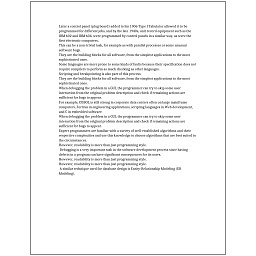 Later a control panel (plug board) added to his 1906 Type I Tabulator allowed it to be
programmed for different jobs, and by the late 1940s, unit record equipment such as the
IBM 602 and IBM 604, were programmed by control panels in a similar way, as were the
first electronic computers.
This can be a non-trivial task, for example as with parallel processes or some unusual
software bugs.
They are the building blocks for all software, from the simplest applications to the most
sophisticated ones.
Some languages are more prone to some kinds of faults because their specification does not
require compilers to perform as much checking as other languages.
Scripting and breakpointing is also part of this process.
They are the building blocks for all software, from the simplest applications to the most
sophisticated ones.
When debugging the problem in a GUI, the programmer can try to skip some user
interaction from the original problem description and check if remaining actions are
sufficient for bugs to appear.
For example, COBOL is still strong in corporate data centers often on large mainframe
computers, Fortran in engineering applications, scripting languages in Web development,
and C in embedded software.
When debugging the problem in a GUI, the programmer can try to skip some user
interaction from the original problem description and check if remaining actions are
sufficient for bugs to appear.
Expert programmers are familiar with a variety of well-established algorithms and their
respective complexities and use this knowledge to choose algorithms that are best suited to
the circumstances.
However, readability is more than just programming style.
Debugging is a very important task in the software development process since having
defects in a program can have significant consequences for its users.
However, readability is more than just programming style.
However, readability is more than just programming style.
However, readability is more than just programming style.
A similar technique used for database design is Entity-Relationship Modeling (ER
Modeling).